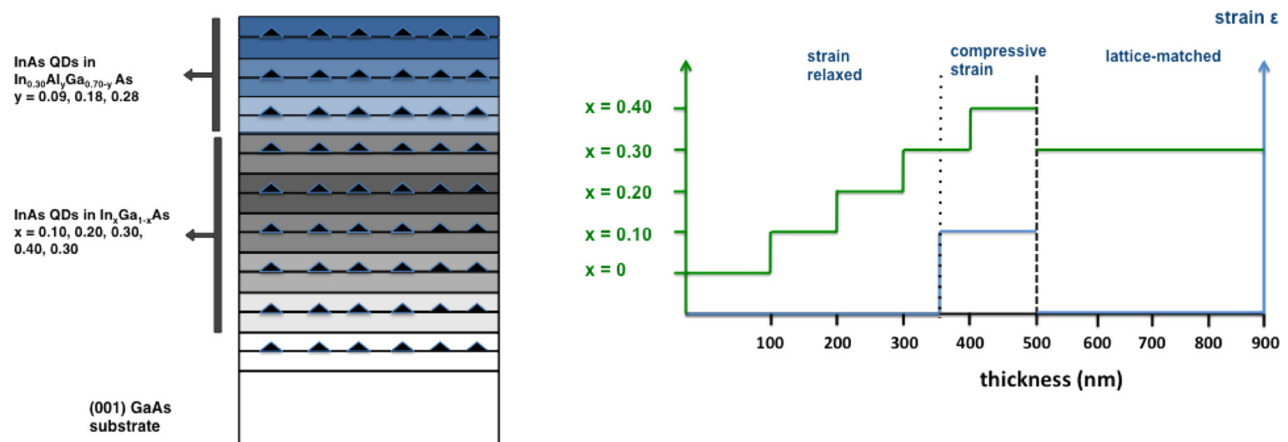 InAs QDs in
In0.30AlyGa0.70-y As
y = 0.09, 0.18, 0.28
InAs QDs in InxGa1-xAs
x = 0.10, 0.20, 0.30,
0.40, 0.30
(001) GaAs
substrate
strain ε
strain
relaxed
compressive
strain
lattice-matched
x = 0.40
x = 0.30
x = 0.20
x = 0.10
x = 0
100 200 300 400 500 600 700 800 900
thickness (nm)